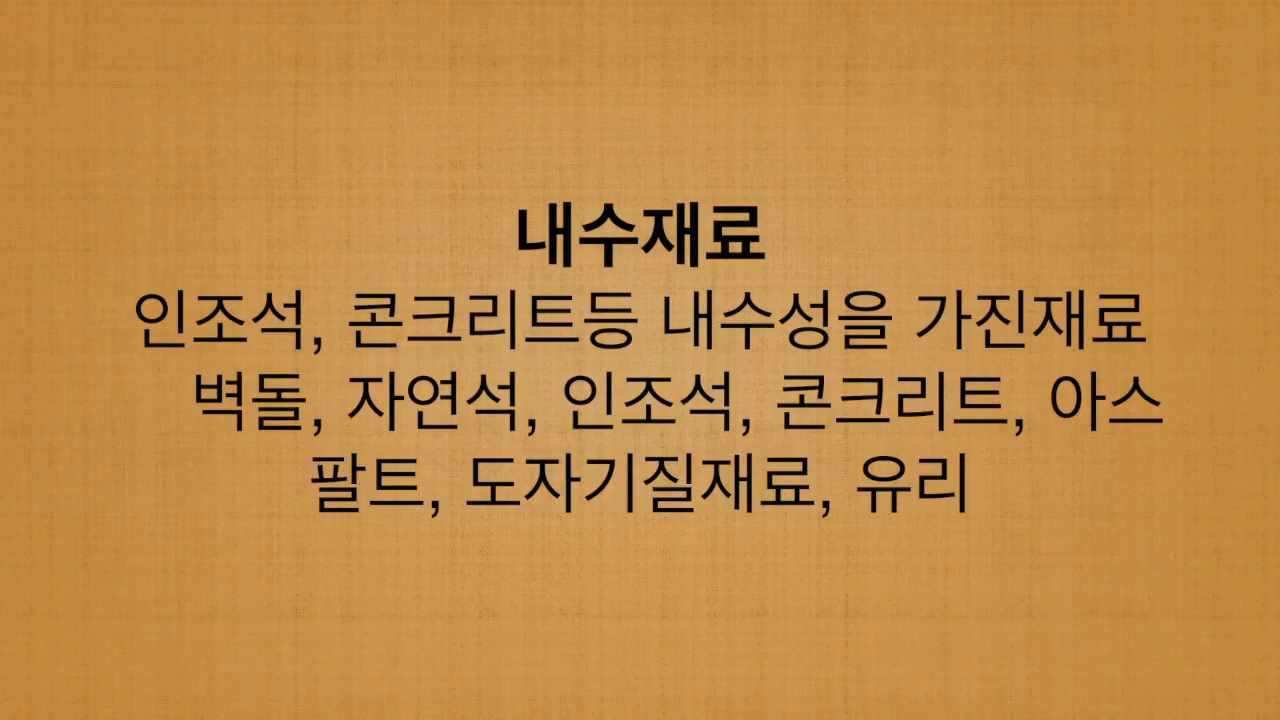 내수재료
인조석, 콘크리트등 내수성을 가진재료
벽돌, 자연석, 인조석, 콘크리트, 아스
팔트, 도자기질재료, 유리